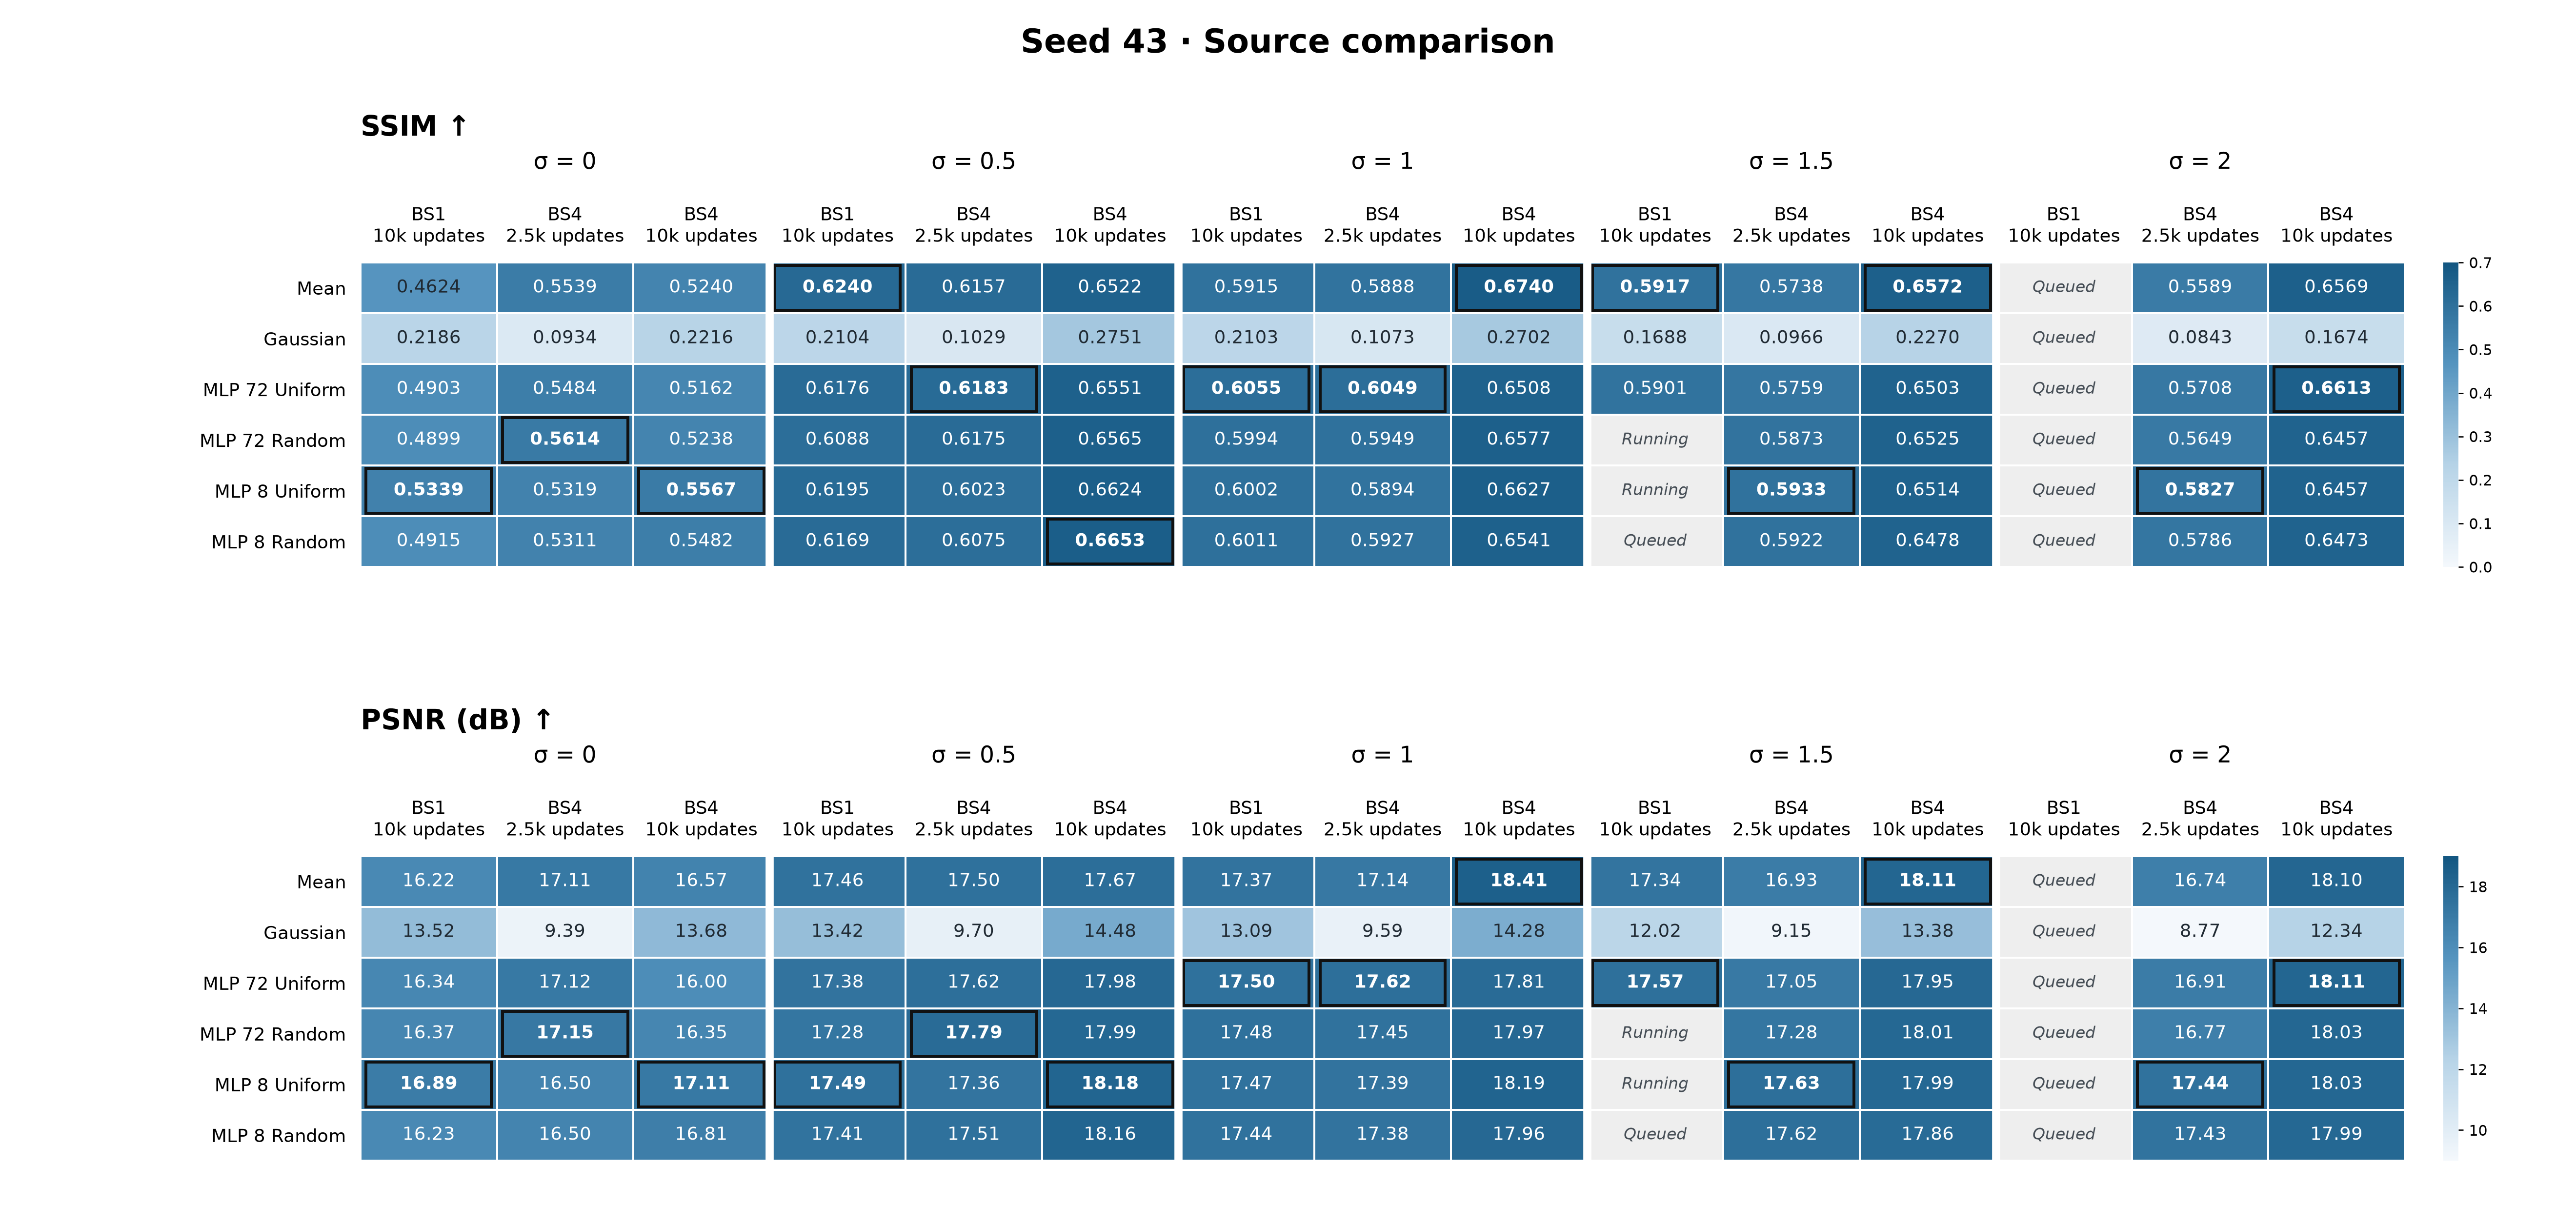 Seed 43 · Source comparison
SSIM ↑
σ = 0 σ = 0.5 σ = 1 σ = 1.5 σ = 2
BS1 BS4 BS4 BS1 BS4 BS4 BS1 BS4 BS4 BS1 BS4 BS4 BS1 BS4 BS4
10k updates 2.5k updates 10k updates 10k updates 2.5k updates 10k updates 10k updates 2.5k updates 10k updates 10k updates 2.5k updates 10k updates 10k updates 2.5k updates 10k updates
Mean 0.4624 0.5539 0.5240 0.6240 0.6157 0.6522 0.5915 0.5888 0.6740 0.5917 0.5738 0.6572 Queued 0.5589 0.6569
Gaussian 0.2186 0.0934 0.2216 0.2104 0.1029 0.2751 0.2103 0.1073 0.2702 0.1688 0.0966 0.2270 Queued 0.0843 0.1674
MLP 72 Uniform 0.4903 0.5484 0.5162 0.6176 0.6183 0.6551 0.6055 0.6049 0.6508 0.5901 0.5759 0.6503 Queued 0.5708 0.6613
MLP 72 Random 0.4899 0.5614 0.5238 0.6088 0.6175 0.6565 0.5994 0.5949 0.6577 Running 0.5873 0.6525 Queued 0.5649 0.6457
MLP 8 Uniform 0.5339 0.5319 0.5567 0.6195 0.6023 0.6624 0.6002 0.5894 0.6627 Running 0.5933 0.6514 Queued 0.5827 0.6457
MLP 8 Random 0.4915 0.5311 0.5482 0.6169 0.6075 0.6653 0.6011 0.5927 0.6541 Queued 0.5922 0.6478 Queued 0.5786 0.6473
0.7
0.6
0.5
0.4
0.3
0.2
0.1
0.0
PSNR (dB) ↑
σ = 0 σ = 0.5 σ = 1 σ = 1.5 σ = 2
BS1 BS4 BS4 BS1 BS4 BS4 BS1 BS4 BS4 BS1 BS4 BS4 BS1 BS4 BS4
10k updates 2.5k updates 10k updates 10k updates 2.5k updates 10k updates 10k updates 2.5k updates 10k updates 10k updates 2.5k updates 10k updates 10k updates 2.5k updates 10k updates
Mean 16.22 17.11 16.57 17.46 17.50 17.67 17.37 17.14 18.41 17.34 16.93 18.11 Queued 16.74 18.10
Gaussian 13.52 9.39 13.68 13.42 9.70 14.48 13.09 9.59 14.28 12.02 9.15 13.38 Queued 8.77 12.34
MLP 72 Uniform 16.34 17.12 16.00 17.38 17.62 17.98 17.50 17.62 17.81 17.57 17.05 17.95 Queued 16.91 18.11
MLP 72 Random 16.37 17.15 16.35 17.28 17.79 17.99 17.48 17.45 17.97 Running 17.28 18.01 Queued 16.77 18.03
MLP 8 Uniform 16.89 16.50 17.11 17.49 17.36 18.18 17.47 17.39 18.19 Running 17.63 17.99 Queued 17.44 18.03
MLP 8 Random 16.23 16.50 16.81 17.41 17.51 18.16 17.44 17.38 17.96 Queued 17.62 17.86 Queued 17.43 17.99
18
16
14
12
10